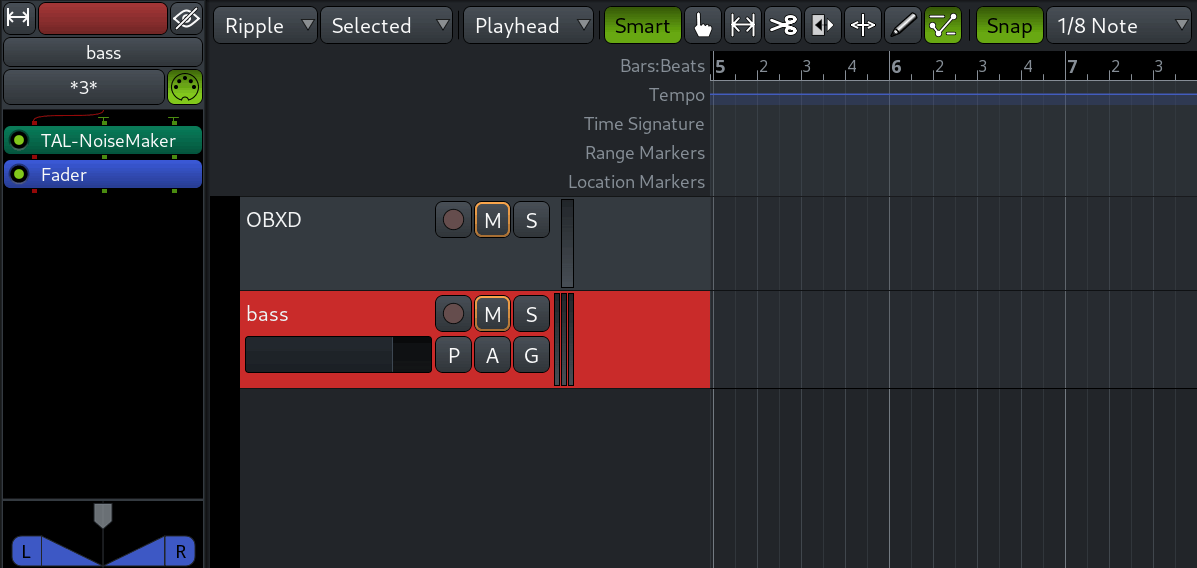 Ripple Selected Playhead Smart Snap 1/8 Note
bass
*3*
TAL-NoiseMaker
Fader
L R
Bars:Beats 5 2 3 4 6 2 3 4 7 2 3
Tempo
Time Signature
Range Markers
Location Markers
OBXD M S
bass M S
P A G